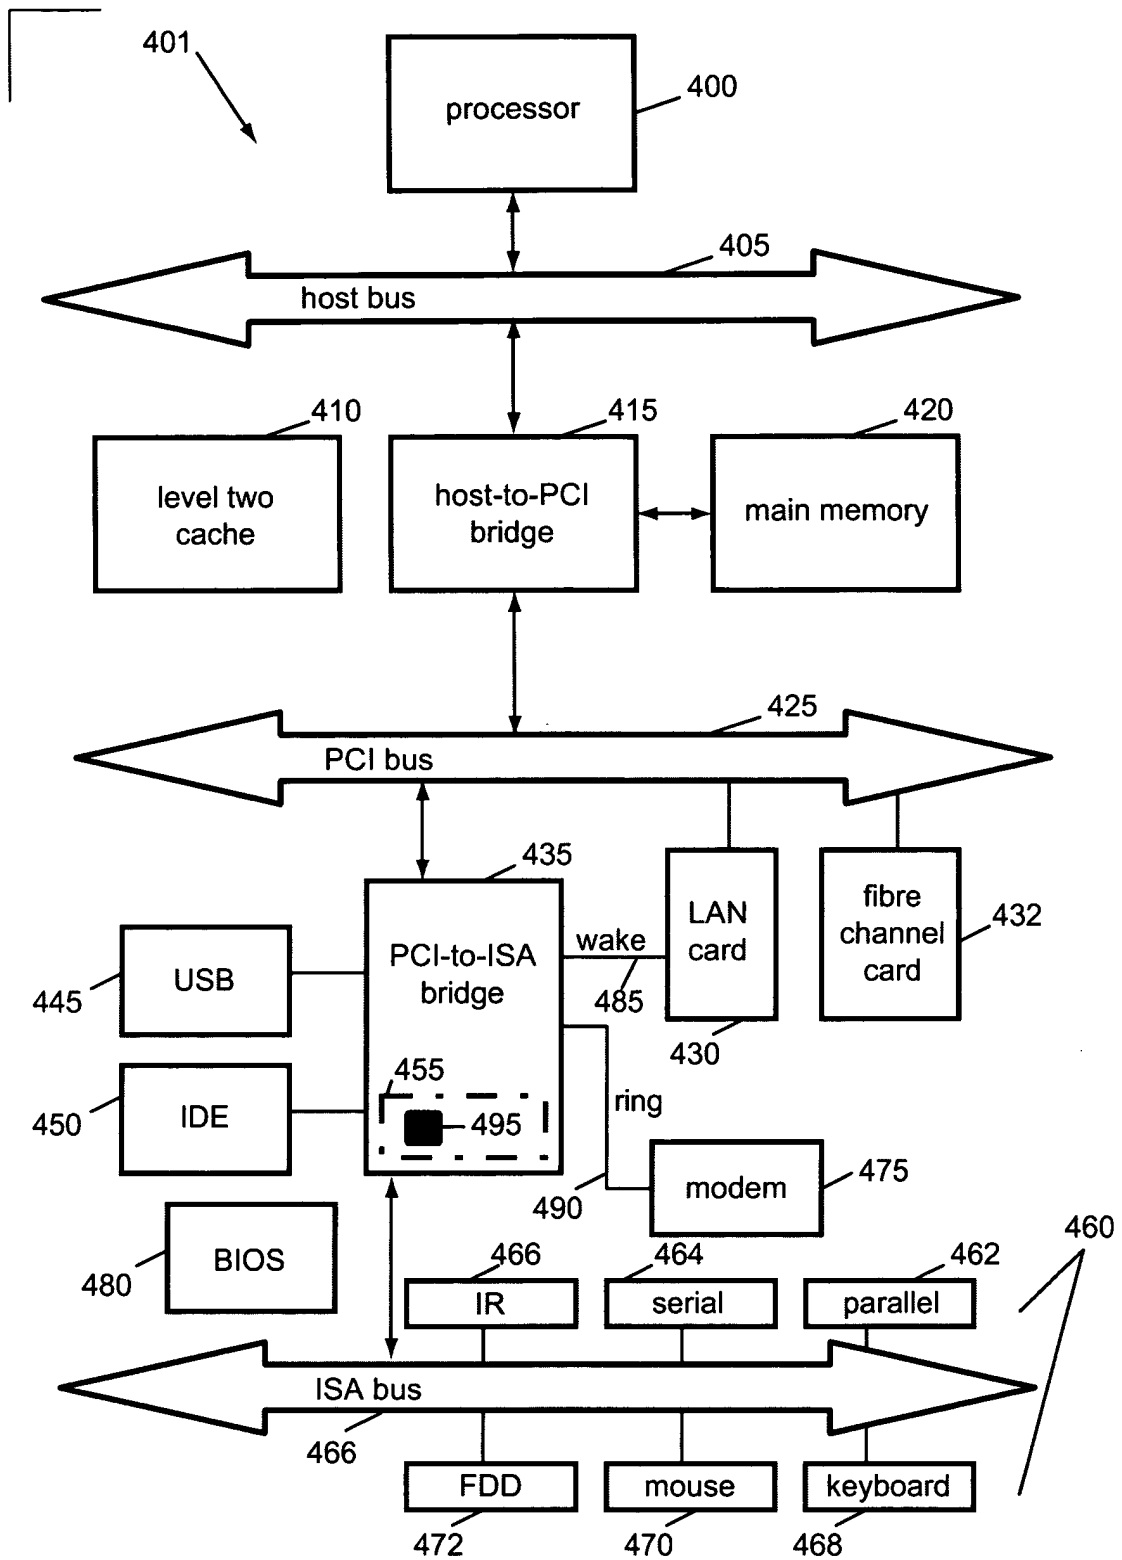 401
processor
400
405
host bus
410
415
420
level two
cache
host-to-PCI
bridge
main memory
425
PCI bus
435
LAN
card
fibre
channel
card
432
wake
485
430
USB
445
PCI-to-ISA
bridge
IDE
450
455
495
ring
490
modem
475
BIOS
480
460
466
464
462
IR
serial
parallel
ISA bus
466
FDD
mouse
keyboard
472
470
468